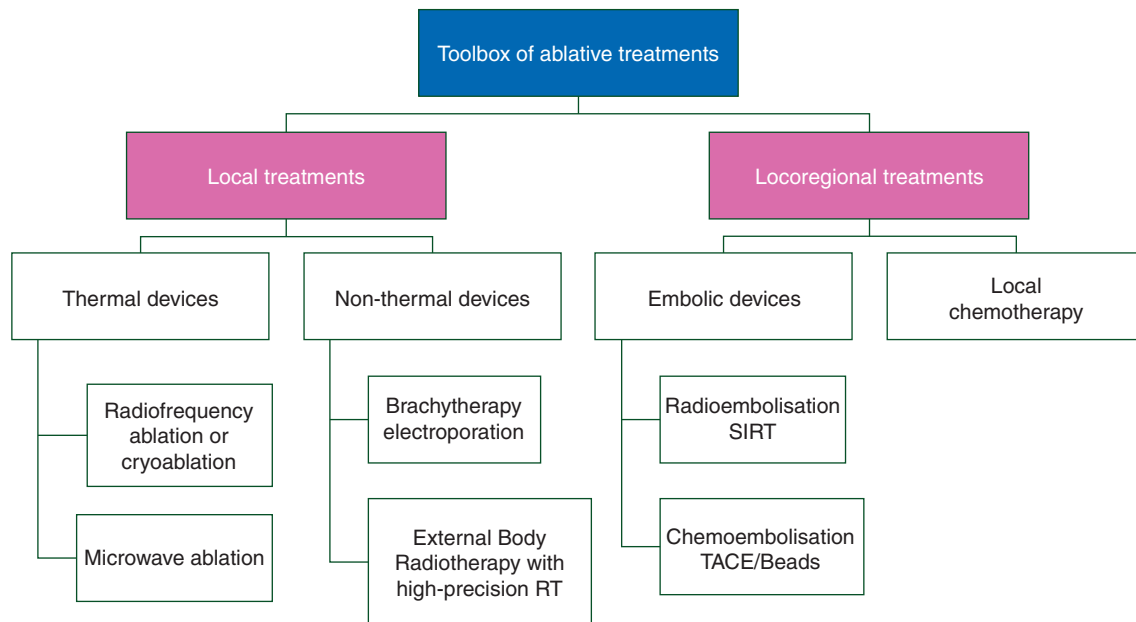 Toolbox of ablative treatments
Local treatments
Locoregional treatments
Thermal devices
Non-thermal devices
Embolic devices
Local
chemotherapy
Radiofrequency
ablation or
cryoablation
Brachytherapy
electroporation
Radioembolisation
SIRT
Microwave ablation
External Body
Radiotherapy with
high-precision RT
Chemoembolisation
TACE/Beads